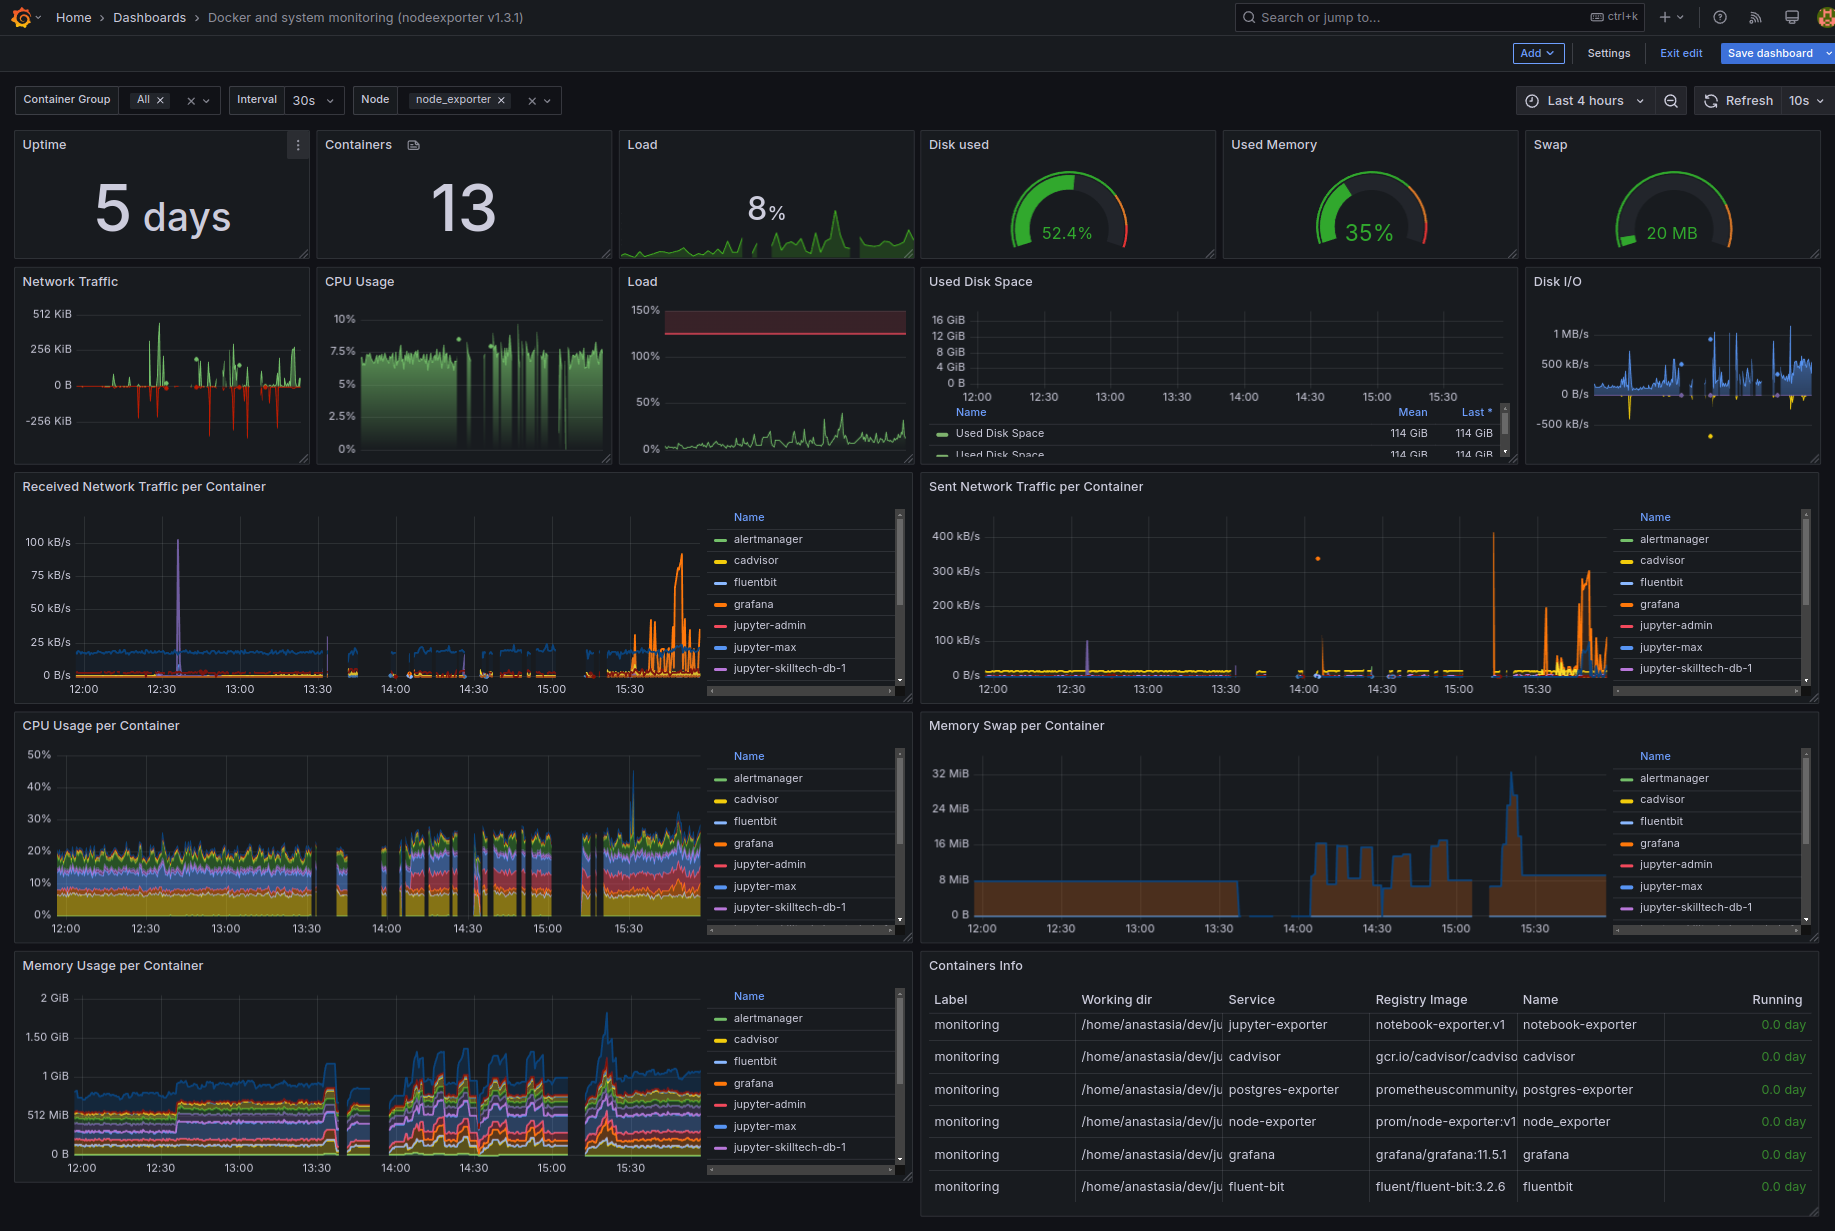 Home › Dashboards › Docker and system monitoring (nodeexporter v1.3.1)
Search or jump to... ctrl+k
Add Settings Exit edit Save dashboard
Container Group All Interval 30s Node node_exporter Last 4 hours Refresh 10s
Uptime
5 days
Containers
13
Load
8%
Disk used
52.4%
Used Memory
35%
Swap
20 MB
Network Traffic
512 KiB
256 KiB
0 B
-256 KiB
CPU Usage
10%
7.5%
5%
2.5%
0%
Load
150%
100%
50%
0%
Used Disk Space
16 GiB
12 GiB
8 GiB
4 GiB
0 B
12:00 12:30 13:00 13:30 14:00 14:30 15:00 15:30
Name Mean Last *
Used Disk Space 114 GiB 114 GiB
Used Disk Space 114 GiB 114 GiB
Disk I/O
1 MB/s
500 kB/s
0 B/s
-500 kB/s
Received Network Traffic per Container
100 kB/s
75 kB/s
50 kB/s
25 kB/s
0 B/s
12:00 12:30 13:00 13:30 14:00 14:30 15:00 15:30
Name
alertmanager
cadvisor
fluentbit
grafana
jupyter-admin
jupyter-max
jupyter-skilltech-db-1
Sent Network Traffic per Container
400 kB/s
300 kB/s
200 kB/s
100 kB/s
0 B/s
12:00 12:30 13:00 13:30 14:00 14:30 15:00 15:30
Name
alertmanager
cadvisor
fluentbit
grafana
jupyter-admin
jupyter-max
jupyter-skilltech-db-1
CPU Usage per Container
50%
40%
30%
20%
10%
0%
12:00 12:30 13:00 13:30 14:00 14:30 15:00 15:30
Name
alertmanager
cadvisor
fluentbit
grafana
jupyter-admin
jupyter-max
jupyter-skilltech-db-1
Memory Swap per Container
32 MiB
24 MiB
16 MiB
8 MiB
0 B
12:00 12:30 13:00 13:30 14:00 14:30 15:00 15:30
Name
alertmanager
cadvisor
fluentbit
grafana
jupyter-admin
jupyter-max
jupyter-skilltech-db-1
Memory Usage per Container
2 GiB
1.50 GiB
1 GiB
512 MiB
0 B
12:00 12:30 13:00 13:30 14:00 14:30 15:00 15:30
Name
alertmanager
cadvisor
fluentbit
grafana
jupyter-admin
jupyter-max
jupyter-skilltech-db-1
Containers Info
Label Working dir Service Registry Image Name Running
monitoring /home/anastasia/dev/ju jupyter-exporter notebook-exporter.v1 notebook-exporter 0.0 day
monitoring /home/anastasia/dev/ju cadvisor gcr.io/cadvisor/cadviso cadvisor 0.0 day
monitoring /home/anastasia/dev/ju postgres-exporter prometheuscommunity/ postgres-exporter 0.0 day
monitoring /home/anastasia/dev/ju node-exporter prom/node-exporter:v1 node_exporter 0.0 day
monitoring /home/anastasia/dev/ju grafana grafana/grafana:11.5.1 grafana 0.0 day
monitoring /home/anastasia/dev/ju fluent-bit fluent/fluent-bit:3.2.6 fluentbit 0.0 day